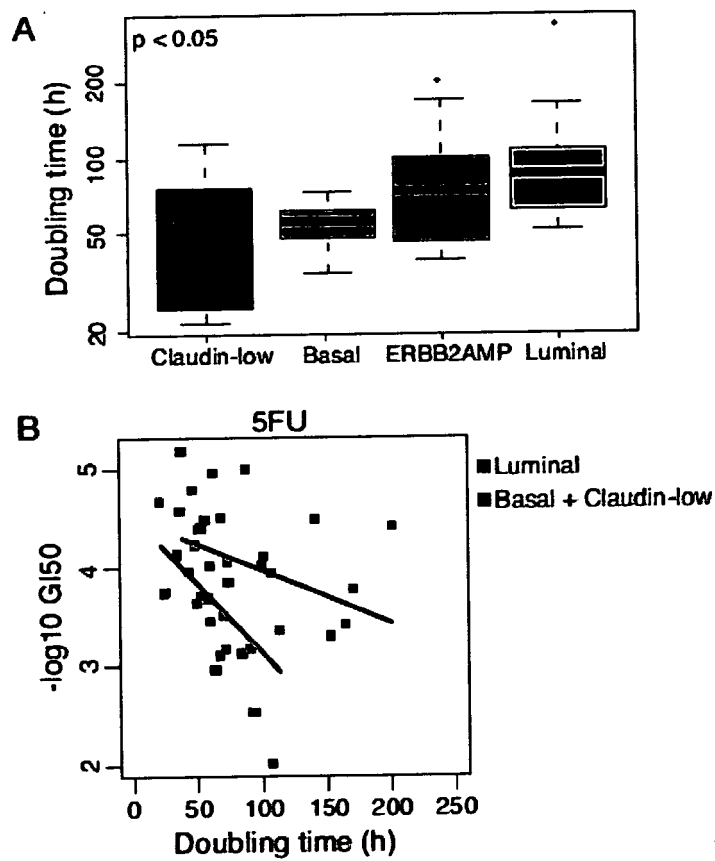 A
p < 0.05
Doubling time (h)
200
100
50
20
Claudin-low Basal ERBB2AMP Luminal
B
5FU
-log10 GI50
5
4
3
2
0 50 100 150 200 250
Doubling time (h)
Luminal
Basal + Claudin-low